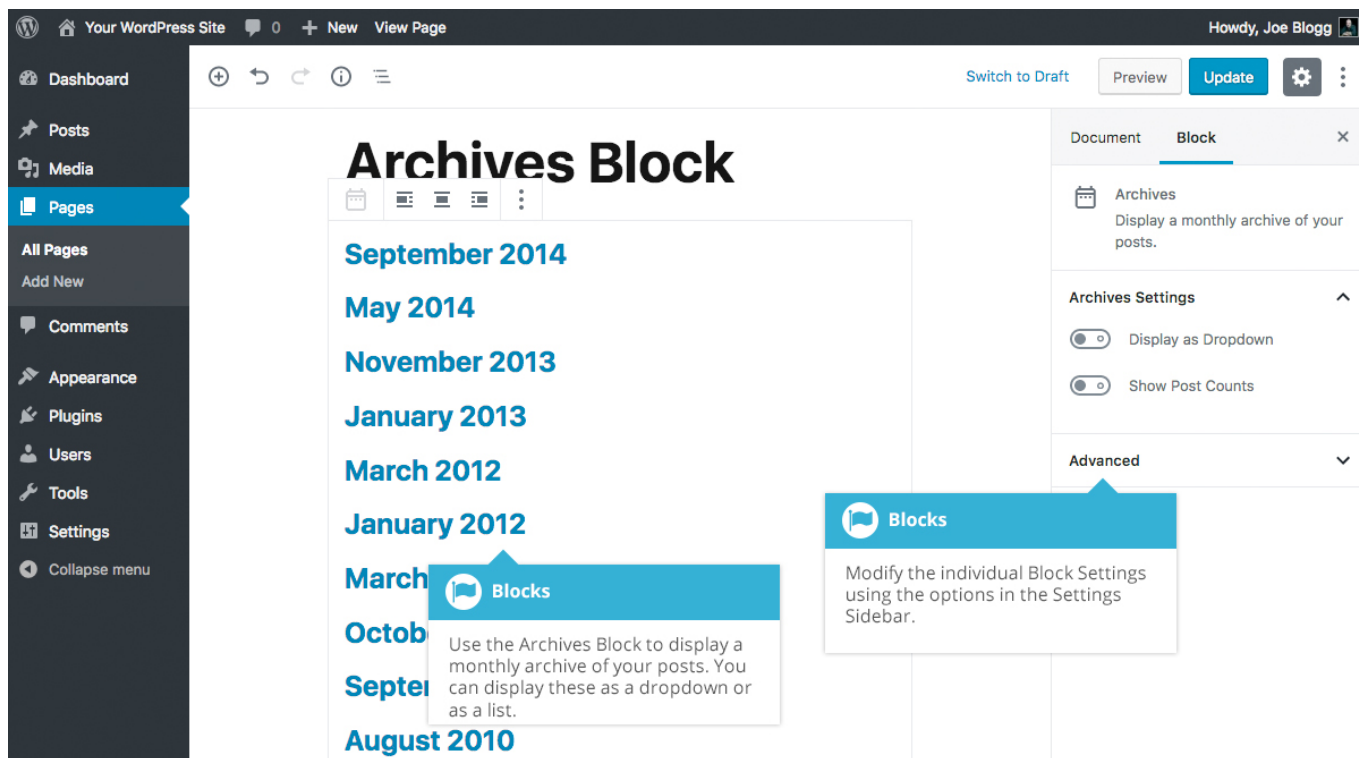 Your WordPress Site 0 New View Page Howdy, Joe Blogg
Dashboard
Posts
Media
Pages
All Pages
Add New
Comments
Appearance
Plugins
Users
Tools
Settings
Collapse menu
Switch to Draft Preview Update
Archives Block
September 2014
May 2014
November 2013
January 2013
March 2012
January 2012
March
August 2010
Blocks
Use the Archives Block to display a
monthly archive of your posts. You
can display these as a dropdown or
as a list.
Document Block
Archives
Display a monthly archive of your
posts.
Archives Settings
Display as Dropdown
Show Post Counts
Advanced
Blocks
Modify the individual Block Settings
using the options in the Settings
Sidebar.